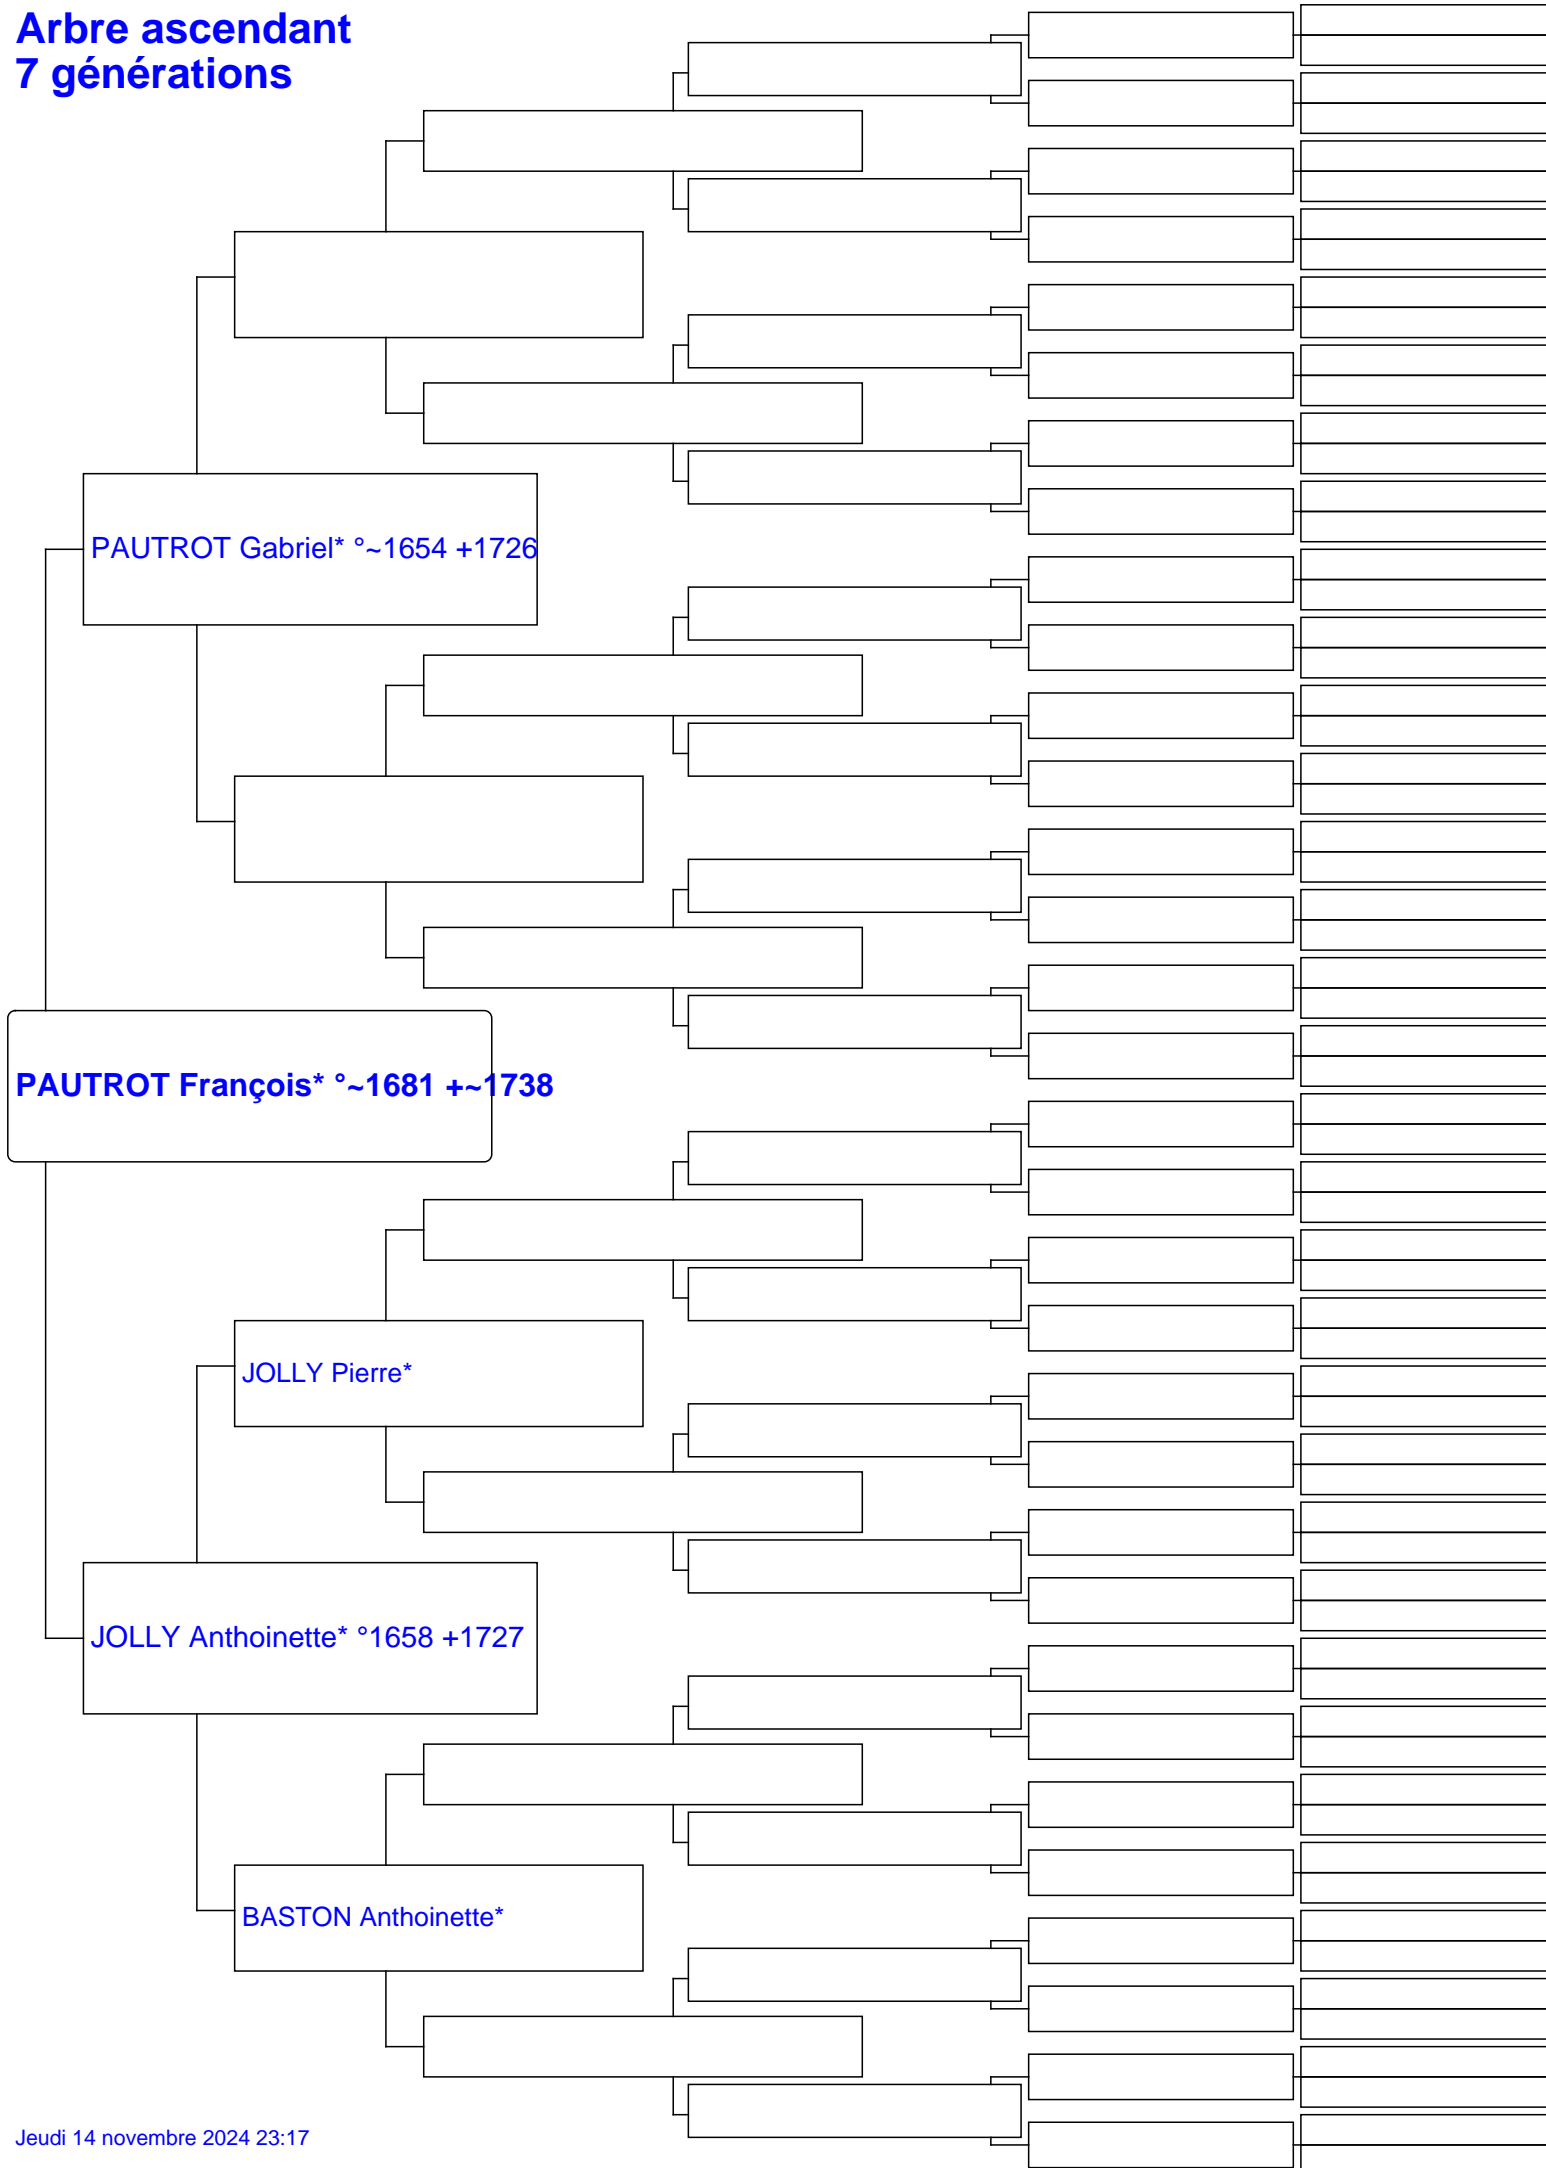 Arbre ascendant
7 générations
PAUTROT Gabriel* °~1654 +1726
PAUTROT François* °~1681 +~1738
JOLLY Pierre*
JOLLY Anthoinette* °1658 +1727
BASTON Anthoinette*
Jeudi 14 novembre 2024 23:17